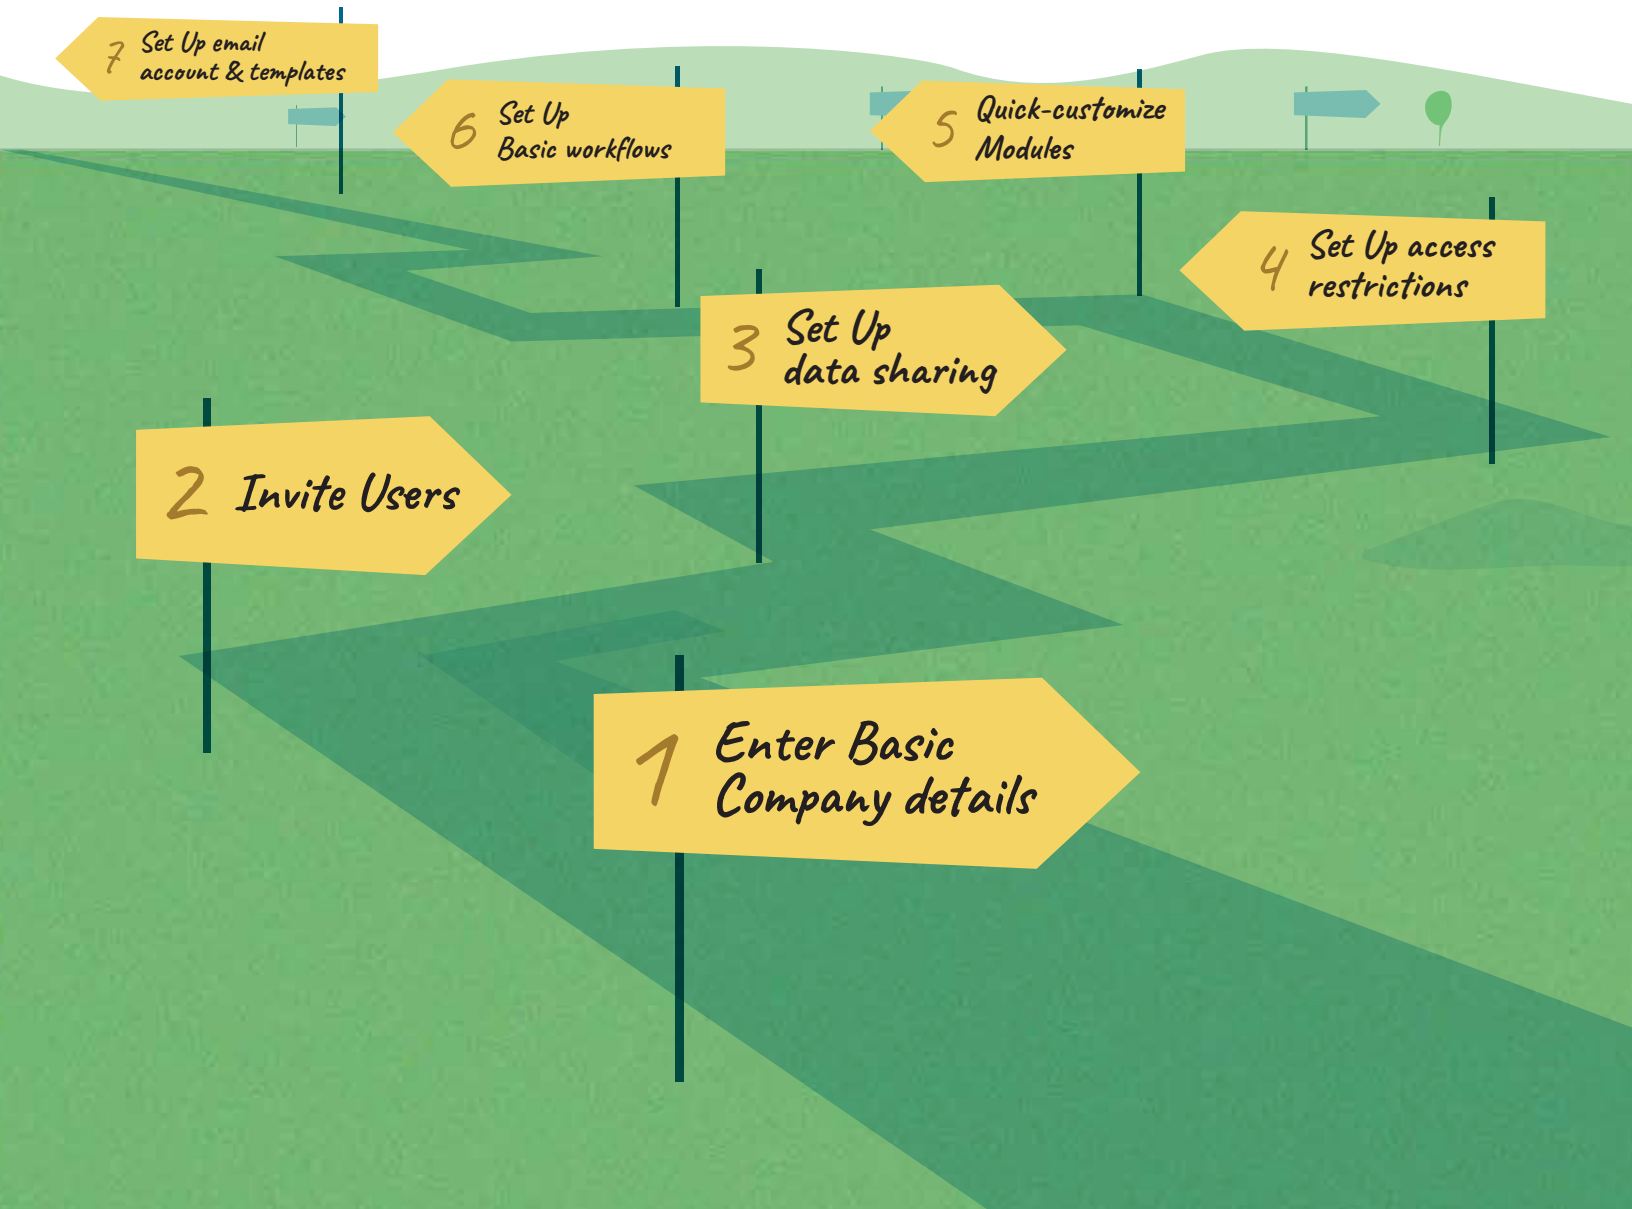 7
Set Up email
account & templates
6
Set Up
Basic workflows
5
Quick-customize
Modules
4
Set Up access
restrictions
3
Set Up
data sharing
2
Invite Users
1
Enter Basic
Company details